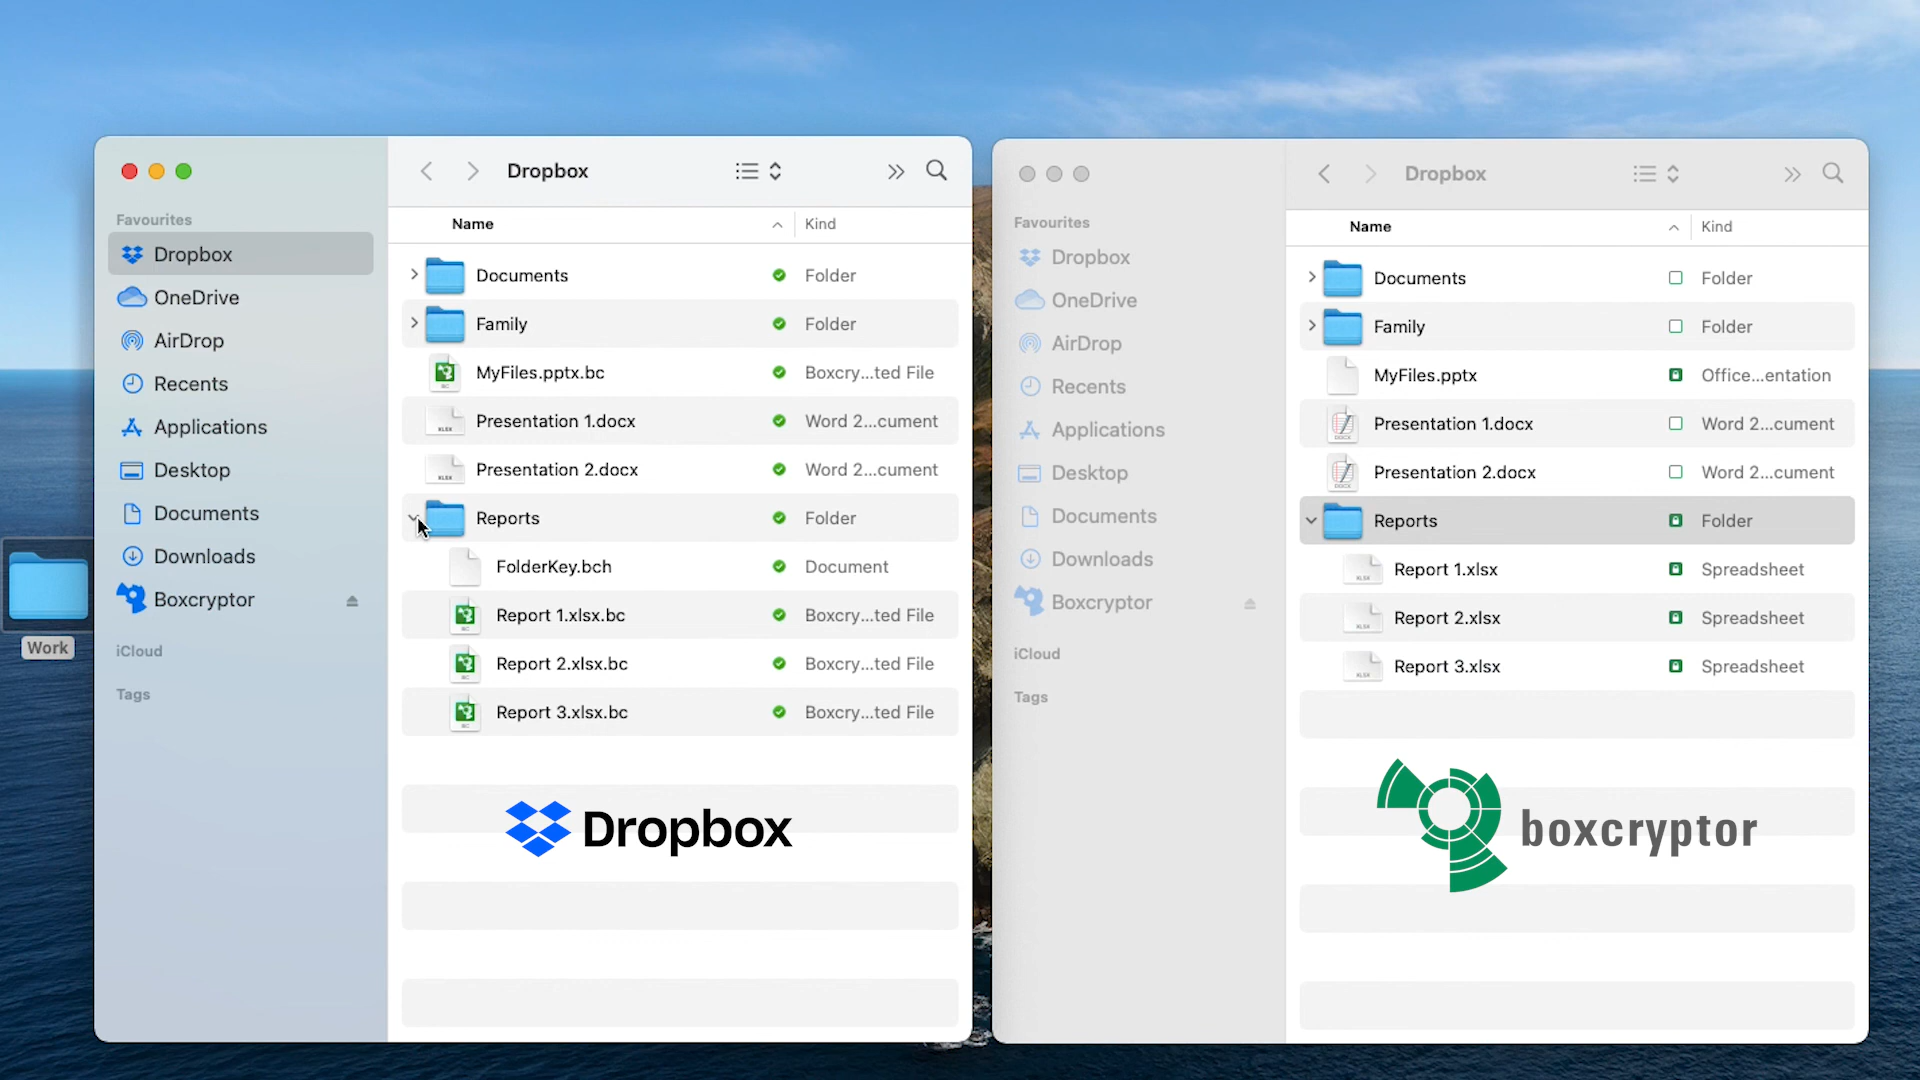 Work
Favourites
Dropbox
OneDrive
AirDrop
Recents
Applications
Desktop
Documents
Downloads
Boxcryptor
iCloud
Tags
Dropbox
Name Kind
Documents Folder
Family Folder
MyFiles.pptx.bc Boxcry...ted File
Presentation 1.docx Word 2...cument
Presentation 2.docx Word 2...cument
Reports Folder
FolderKey.bch Document
Report 1.xlsx.bc Boxcry...ted File
Report 2.xlsx.bc Boxcry...ted File
Report 3.xlsx.bc Boxcry...ted File
Dropbox
Favourites
Dropbox
OneDrive
AirDrop
Recents
Applications
Desktop
Documents
Downloads
Boxcryptor
iCloud
Tags
Dropbox
Name Kind
Documents Folder
Family Folder
MyFiles.pptx Office...entation
Presentation 1.docx Word 2...cument
Presentation 2.docx Word 2...cument
Reports Folder
Report 1.xlsx Spreadsheet
Report 2.xlsx Spreadsheet
Report 3.xlsx Spreadsheet
boxcryptor